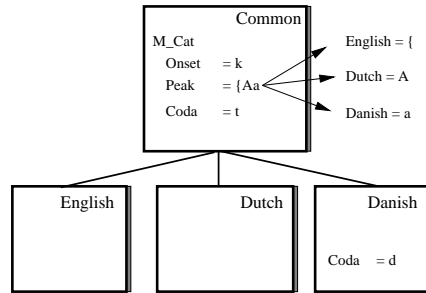 Common
M_Cat
Onset = k
Peak = {Aa
Coda = t
English = {
Dutch = A
Danish = a
English
Dutch
Danish
Coda = d